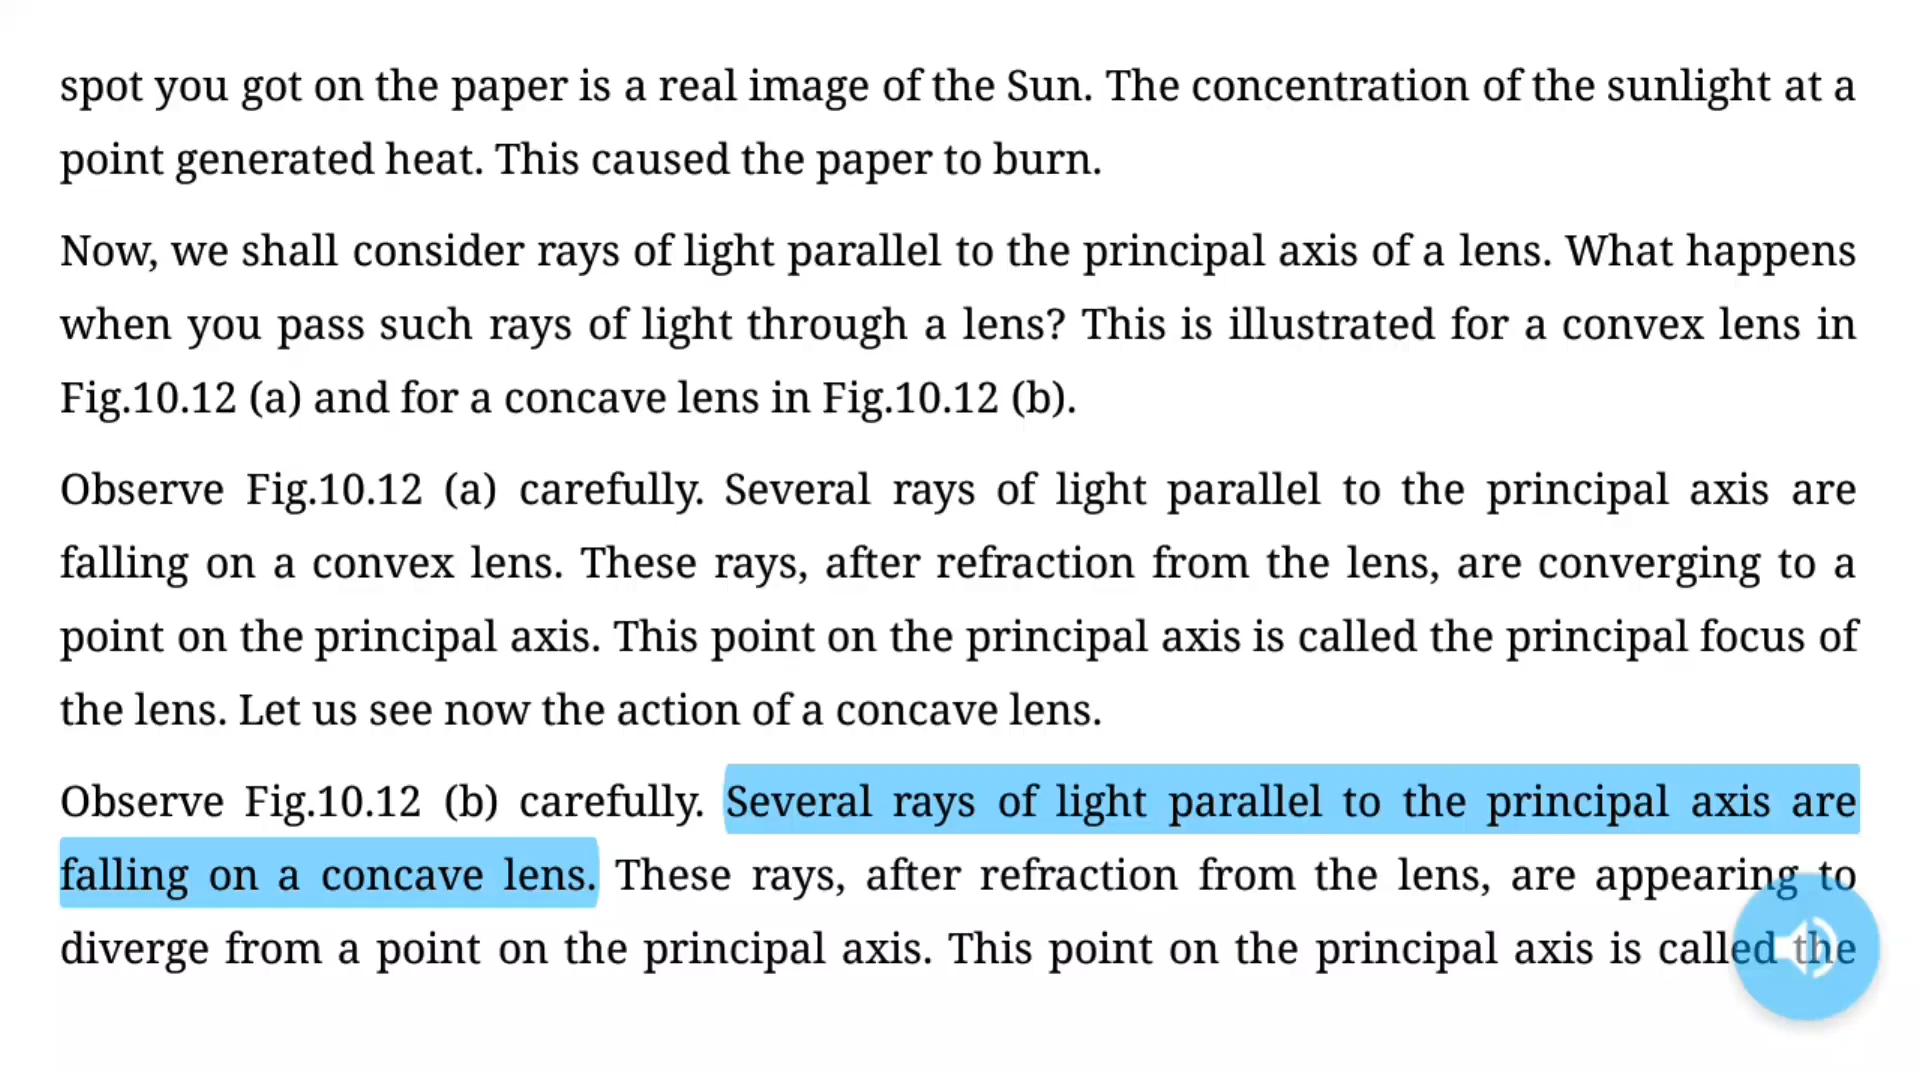 spot you got on the paper is a real image of the Sun. The concentration of the sunlight at a
point generated heat. This caused the paper to burn.
Now, we shall consider rays of light parallel to the principal axis of a lens. What happens
when you pass such rays of light through a lens? This is illustrated for a convex lens in
Fig.10.12 (a) and for a concave lens in Fig.10.12 (b).
Observe Fig.10.12 (a) carefully. Several rays of light parallel to the principal axis are
falling on a convex lens. These rays, after refraction from the lens, are converging to a
point on the principal axis. This point on the principal axis is called the principal focus of
the lens. Let us see now the action of a concave lens.
Observe Fig.10.12 (b) carefully. Several rays of light parallel to the principal axis are
falling on a concave lens. These rays, after refraction from the lens, are appearing to
diverge from a point on the principal axis. This point on the principal axis is called the